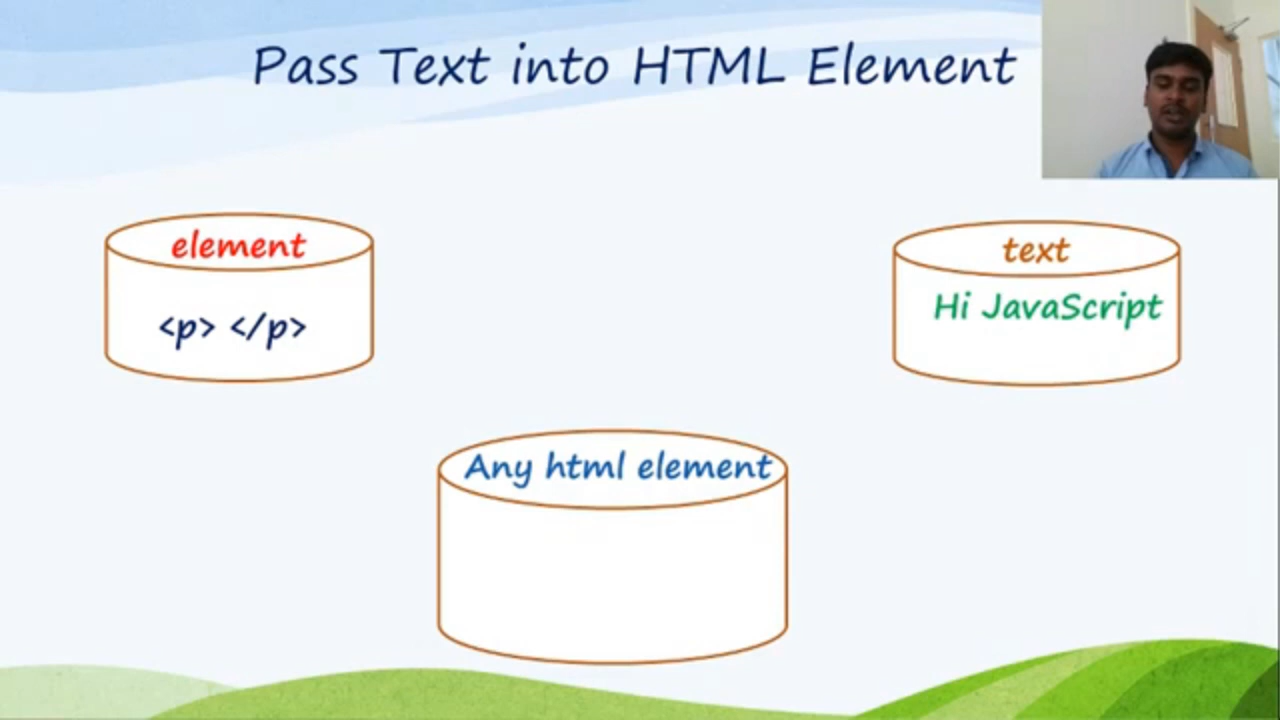 Pass Text into HTML Element
element
<p> </p>
text
Hi JavaScript
Any html element